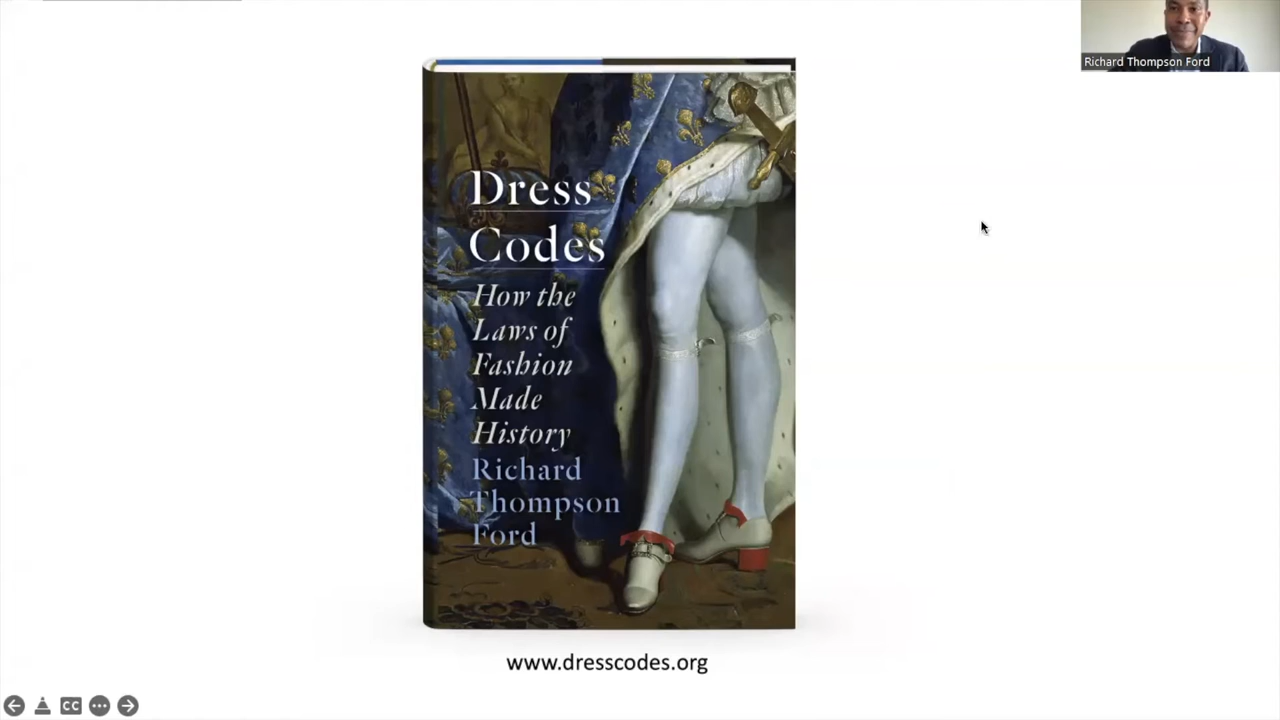 Richard Thompson Ford
Dress
Codes
How the
Laws of
Fashion
Made
History
Richard
Thompson
Ford
www.dresscodes.org
CC